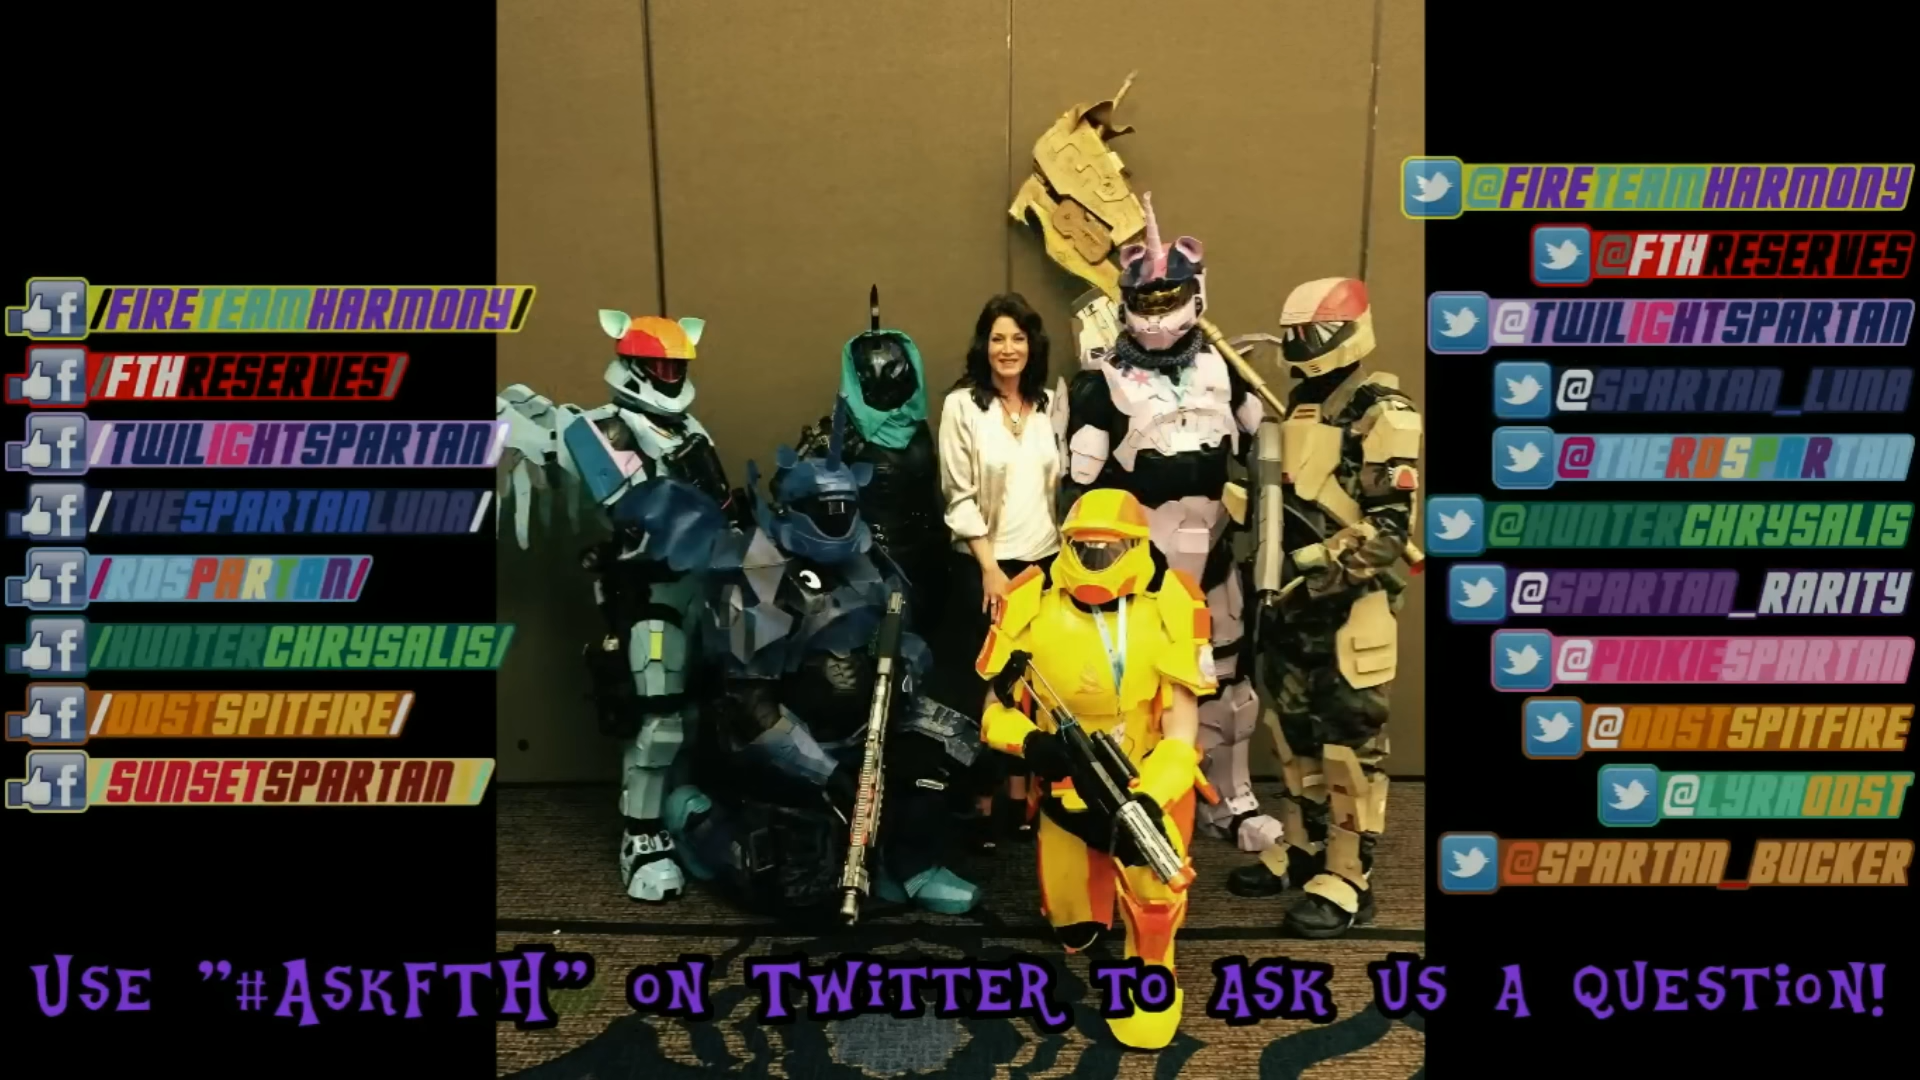 /FIRETEAMHARMONY/
/FTHRESERVES/
/TWILIGHTSPARTAN/
/THESPARTANLUNA/
/RDSPARTAN/
/HUNTERCHRYSALIS/
/ODSTSPITFIRE/
/SUNSETSPARTAN/
@FIRETEAMHARMONY
@FTHRESERVES
@TWILIGHTSPARTAN
@SPARTAN_LUNA
@THERDSPARTAN
@HUNTERCHRYSALIS
@SPARTAN_RARITY
@PINKIESPARTAN
@ODSTSPITFIRE
@LYRAODST
@SPARTAN_BUCKER
USE "#ASKFTH" ON TWITTER TO ASK US A QUESTION!